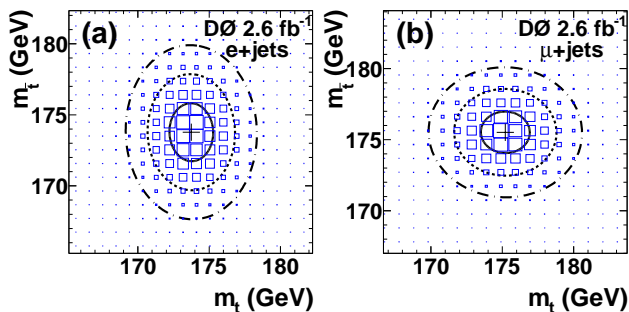 (a) DØ 2.6 fb⁻¹
e+jets
m_t (GeV)
180
175
170
170 175 180
m_t (GeV)
(b) DØ 2.6 fb⁻¹
μ+jets
m_t (GeV)
180
175
170
170 175 180
m_t (GeV)